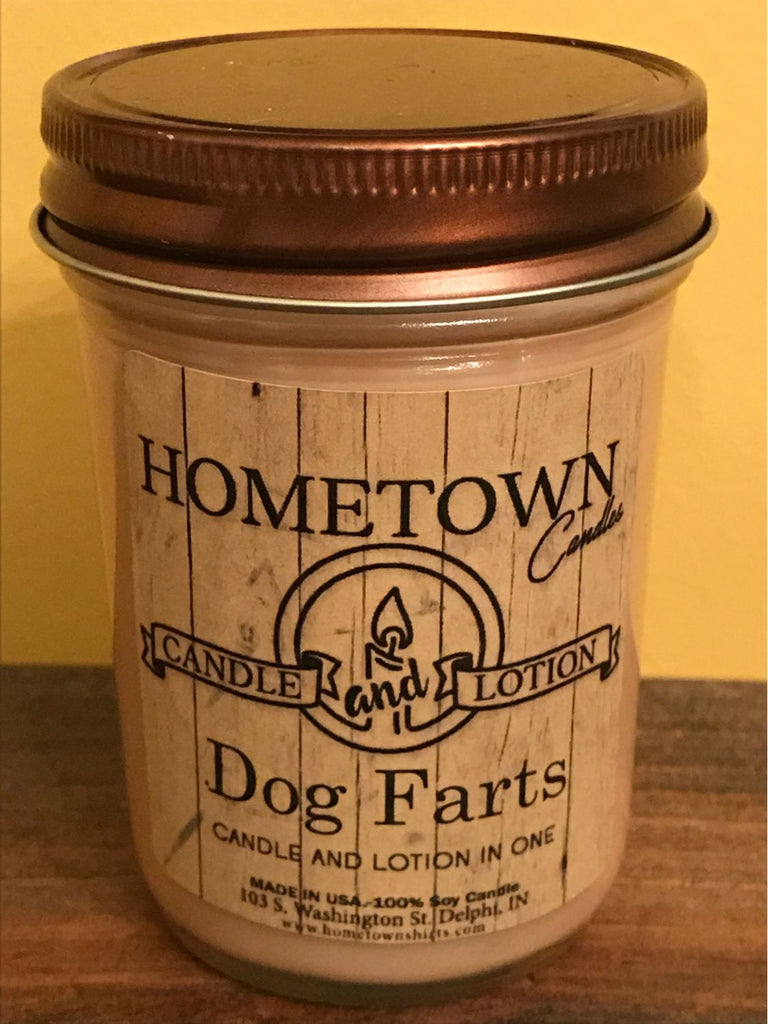 HOMETOWN
Candles
CANDLE and LOTION
Dog Farts
CANDLE AND LOTION IN ONE
MADE IN USA.-100% Soy Candle
103 S. Washington St. Delphi, IN
www.hometownshirts.com